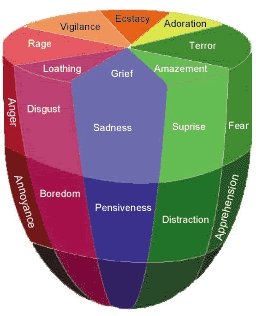 Ecstacy
Vigilance
Adoration
Rage
Terror
Loathing
Grief
Amazement
Anger
Disgust
Sadness
Suprise
Fear
Annoyance
Boredom
Pensiveness
Distraction
Apprehension